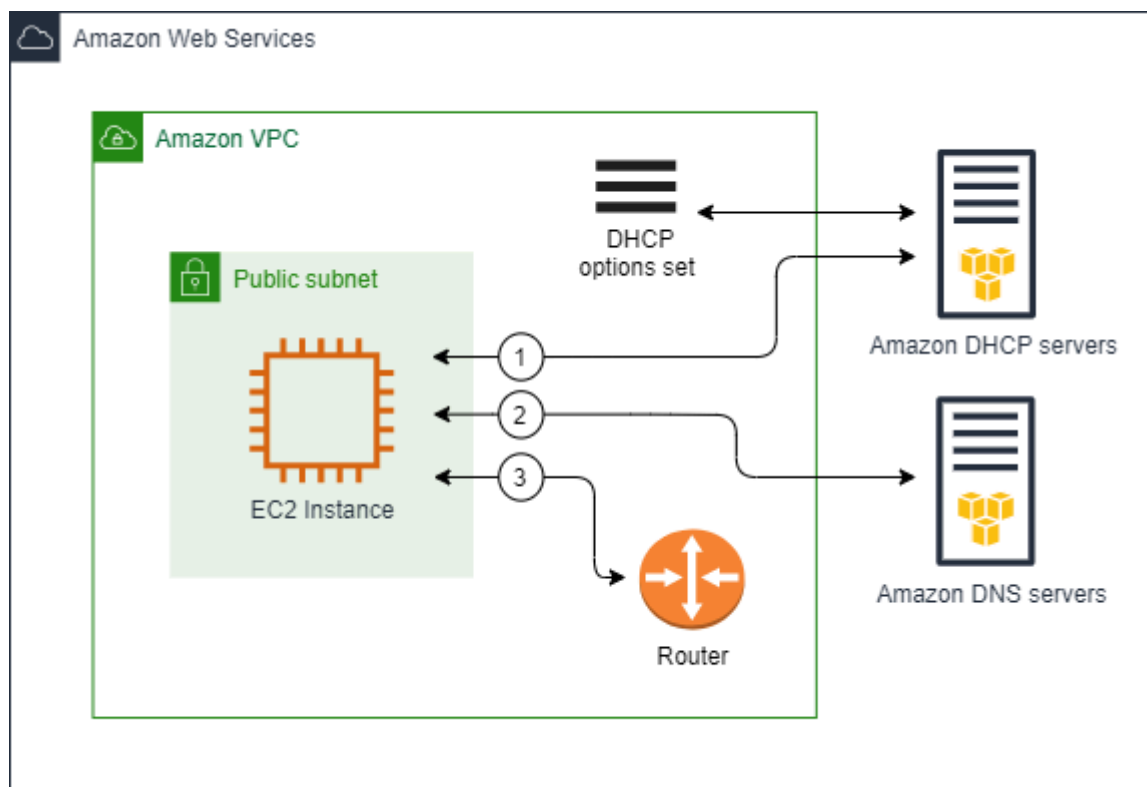 Amazon Web Services
Amazon VPC
DHCP
options set
Public subnet
1
Amazon DHCP servers
2
3
EC2 Instance
Amazon DNS servers
Router